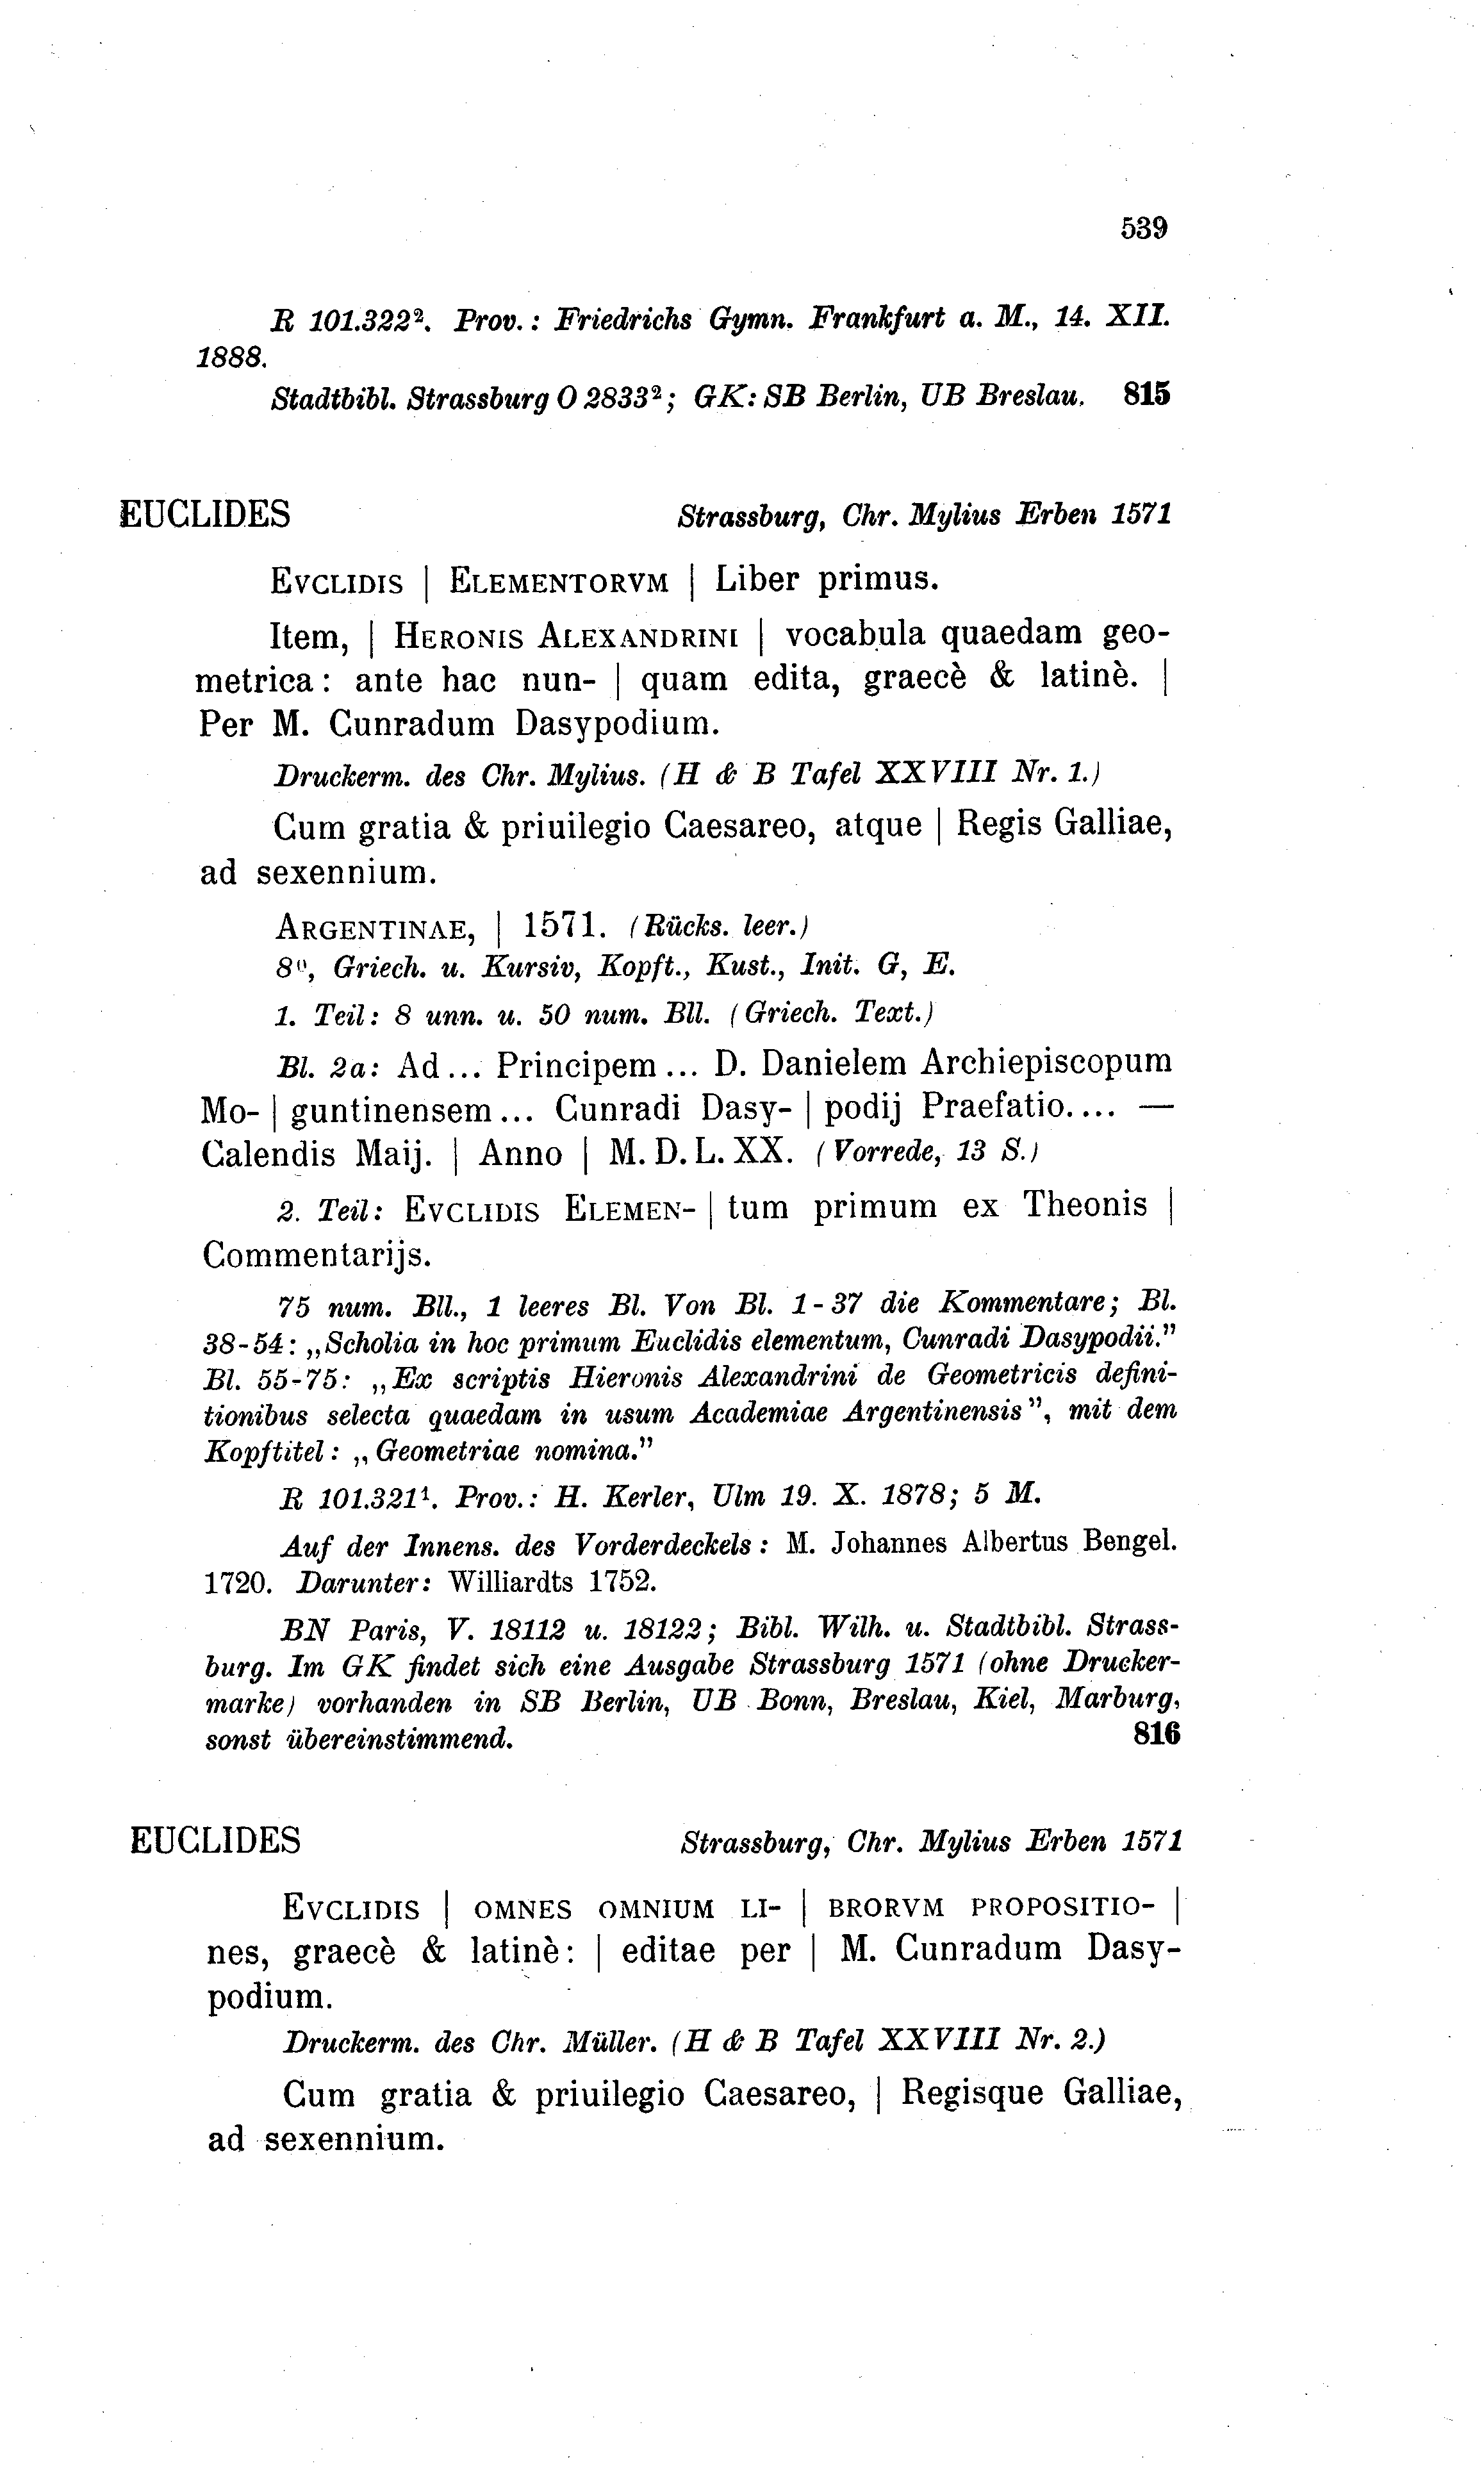 539
R 101.322². Prov.: Friedrichs Gymn. Frankfurt a. M., 14. XII.
1888.
Stadtbibl. Strassburg O 2833²; GK: SB Berlin, UB Breslau. 815
EUCLIDES Strassburg, Chr. Mylius Erben 1571
EVCLIDIS | ELEMENTORVM | Liber primus.
Item, | HERONIS ALEXANDRINI | vocabula quaedam geo-
metrica: ante hac nun- | quam edita, graecè & latinè. |
Per M. Cunradum Dasypodium.
Druckerm. des Chr. Mylius. (H & B Tafel XXVIII Nr. 1.)
Cum gratia & priuilegio Caesareo, atque | Regis Galliae,
ad sexennium.
ARGENTINAE, | 1571. (Rücks. leer.)
8⁰, Griech. u. Kursiv, Kopft., Kust., Init. G, E.
1. Teil: 8 unn. u. 50 num. Bll. (Griech. Text.)
Bl. 2a: Ad... Principem... D. Danielem Archiepiscopum
Mo- | guntinensem... Cunradi Dasy- | podij Praefatio.... —
Calendis Maij. | Anno | M. D. L. XX. (Vorrede, 13 S.)
2. Teil: EVCLIDIS ELEMEN- | tum primum ex Theonis |
Commentarijs.
75 num. Bll., 1 leeres Bl. Von Bl. 1-37 die Kommentare; Bl.
38-54: „Scholia in hoc primum Euclidis elementum, Cunradi Dasypodii.”
Bl. 55-75: „Ex scriptis Hieronis Alexandrini de Geometricis defini-
tionibus selecta quaedam in usum Academiae Argentinensis”, mit dem
Kopftitel: „Geometriae nomina.”
R 101.321¹. Prov.: H. Kerler, Ulm 19. X. 1878; 5 M.
Auf der Innens. des Vorderdeckels: M. Johannes Albertus Bengel.
1720. Darunter: Williardts 1752.
BN Paris, V. 18112 u. 18122; Bibl. Wilh. u. Stadtbibl. Strass-
burg. Im GK findet sich eine Ausgabe Strassburg 1571 (ohne Drucker-
marke) vorhanden in SB Berlin, UB Bonn, Breslau, Kiel, Marburg,
sonst übereinstimmend. 816
EUCLIDES Strassburg, Chr. Mylius Erben 1571
EVCLIDIS | OMNES OMNIUM LI- | BRORVM PROPOSITIO- |
nes, graecè & latinè: | editae per | M. Cunradum Dasy-
podium.
Druckerm. des Chr. Müller. (H & B Tafel XXVIII Nr. 2.)
Cum gratia & priuilegio Caesareo, | Regisque Galliae,
ad sexennium.